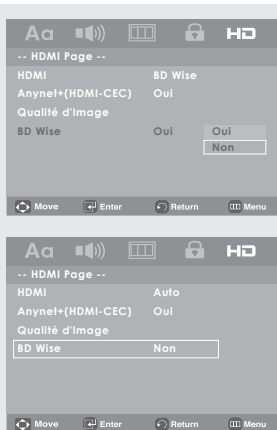 Aa HD
-- HDMI Page --
HDMI BD Wise
Anynet+(HDMI-CEC) Oui
Qualité d'Image
BD Wise Oui Oui
Non
Move Enter Return Menu
Aa HD
-- HDMI Page --
HDMI Auto
Anynet+(HDMI-CEC) Oui
Qualité d'Image
BD Wise Non
Move Enter Return Menu